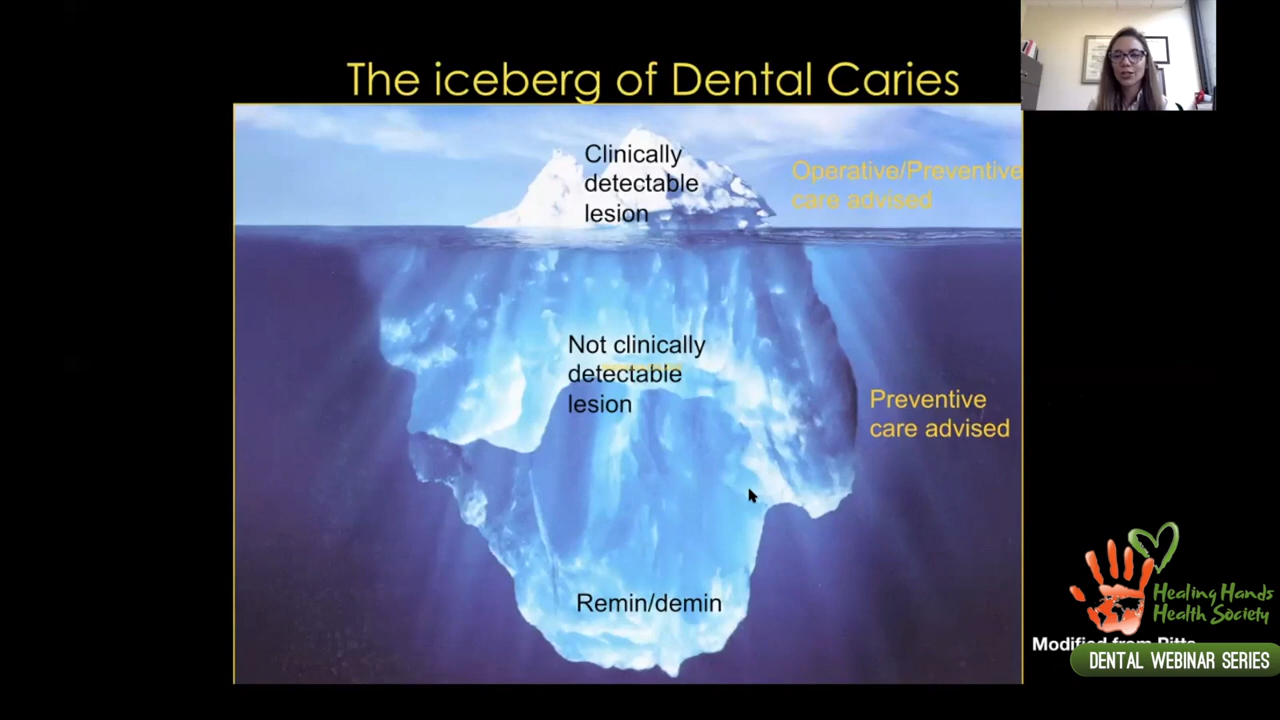 The iceberg of Dental Caries
Clinically
detectable
lesion
Operative/Preventive
care advised
Not clinically
detectable
lesion
Preventive
care advised
Remin/demin
Healing Hands
Health Society
Modified from Pitts
DENTAL WEBINAR SERIES